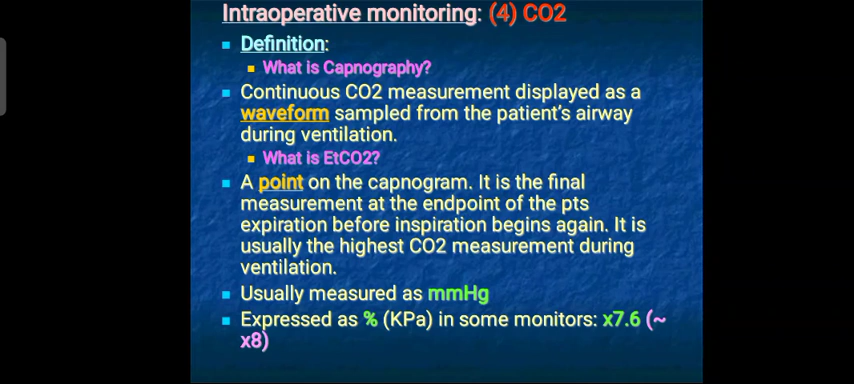 Intraoperative monitoring: (4) CO2
Definition:
What is Capnography?
Continuous CO2 measurement displayed as a
waveform sampled from the patient's airway
during ventilation.
What is EtCO2?
A point on the capnogram. It is the final
measurement at the endpoint of the pts
expiration before inspiration begins again. It is
usually the highest CO2 measurement during
ventilation.
Usually measured as mmHg
Expressed as % (KPa) in some monitors: x7.6 (~
x8)